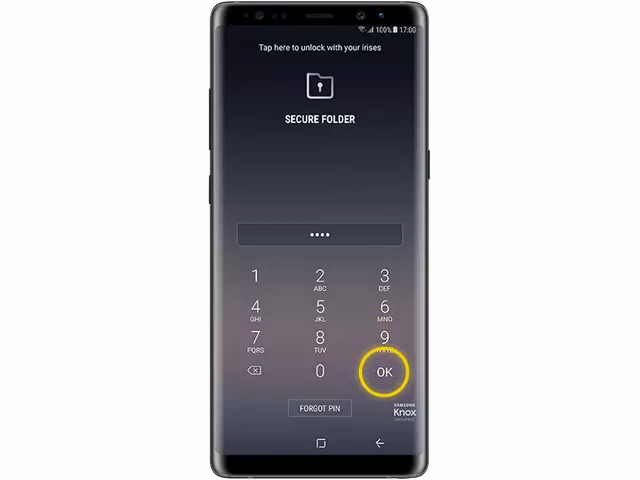 100% 17:00
Tap here to unlock with your irises
SECURE FOLDER
1 2 3
ABC DEF
4 5 6
GHI JKL MNO
7 8 9
PQRS TUV WXYZ
0 OK
FORGOT PIN
SAMSUNG
Knox